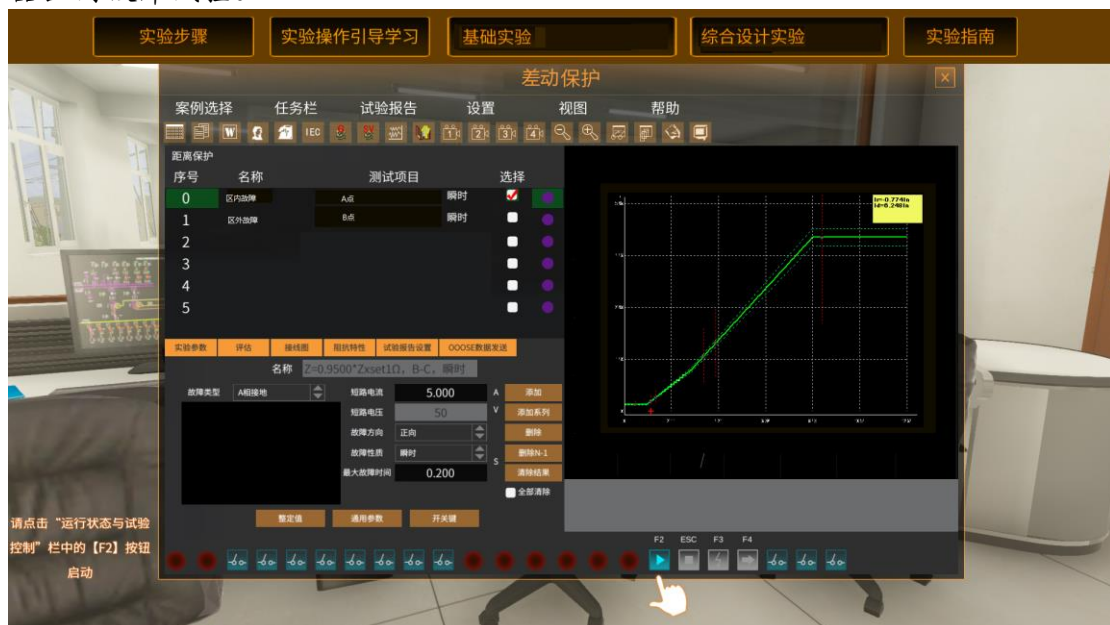 实验步骤 实验操作引导学习 基础实验 综合设计实验 实验指南
差动保护
案例选择 任务栏 试验报告 设置 视图 帮助
W IEC
距离保护
序号 名称 测试项目 选择
0 区内故障 A点 瞬时
1 区外故障 B点 瞬时
2
3
4
5
实验参数 评估 接线图 阻抗特性 试验报告设置 OOOSE数据发送
名称 Z=0.9500*Zxset1Ω，B-C，瞬时
故障类型 A相接地 短路电流 5.000 A 添加
短路电压 50 V 添加系列
故障方向 正向 删除
故障性质 瞬时 S 删除N-1
最大故障时间 0.200 清除结果
全部清除
整定值 通用参数 开关键
请点击“运行状态与试验
控制”栏中的【F2】按钮
启动
F2 ESC F3 F4